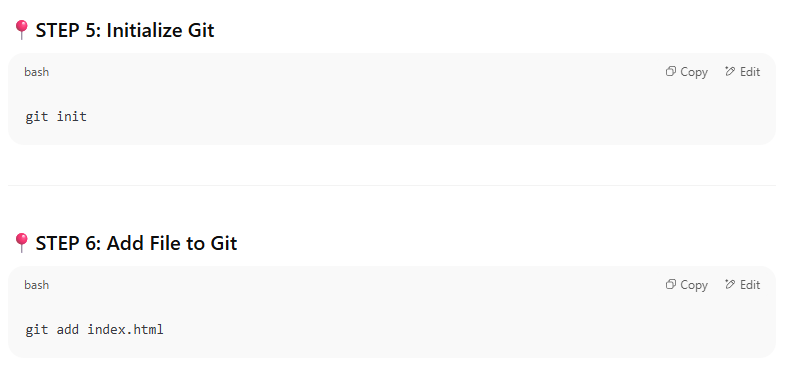 📍 STEP 5: Initialize Git
bash
Copy
Edit
git init
📍 STEP 6: Add File to Git
bash
Copy
Edit
git add index.html